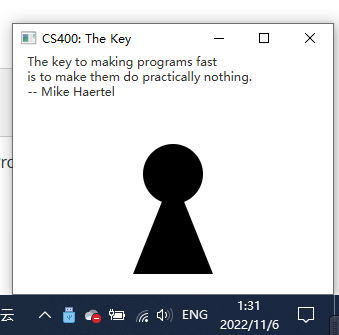 CS400: The Key
The key to making programs fast
is to make them do practically nothing.
-- Mike Haertel
ro
云
ENG
1:31
2022/11/6